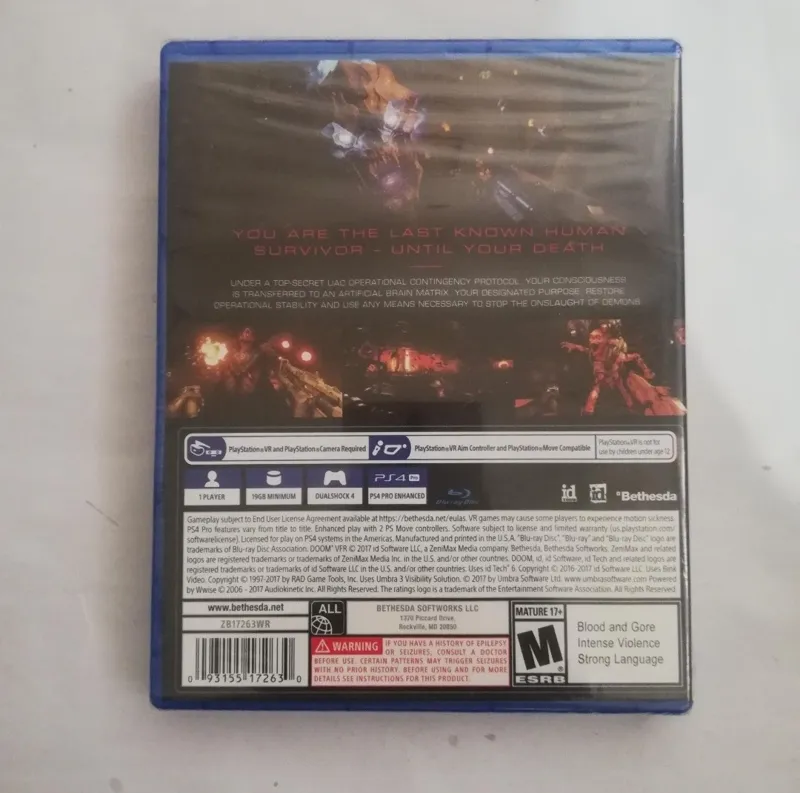 YOU ARE THE LAST KNOWN HUMAN
SURVIVOR - UNTIL YOUR DEATH
UNDER A TOP-SECRET UAC OPERATIONAL CONTINGENCY PROTOCOL, YOUR CONSCIOUSNESS
IS TRANSFERRED TO AN ARTIFICIAL BRAIN MATRIX. YOUR DESIGNATED PURPOSE: RESTORE
OPERATIONAL STABILITY AND USE ANY MEANS NECESSARY TO STOP THE ONSLAUGHT OF DEMONS.
PlayStation®VR and PlayStation®Camera Required
PlayStation®VR Aim Controller and PlayStation®Move Compatible
PlayStation®VR is not for
use by children under age 12
1 PLAYER
19GB MINIMUM
DUALSHOCK 4
PS4 Pro
PS4 PRO ENHANCED
Blu-ray Disc
id
id
Bethesda
Gameplay subject to End User License Agreement available at https://bethesda.net/eulas. VR games may cause some players to experience motion sickness.
PS4 Pro features vary from title to title. Enhanced play with 2 PS Move controllers. Software subject to license and limited warranty (us.playstation.com/
softwarelicense). Licensed for play on PS4 systems in the Americas. Manufactured and printed in the U.S.A. "Blu-ray Disc", "Blu-ray" and "Blu-ray Disc" logo are
trademarks of Blu-ray Disc Association. DOOM® VFR © 2017 id Software LLC, a ZeniMax Media company. Bethesda, Bethesda Softworks, ZeniMax and related
logos are registered trademarks or trademarks of ZeniMax Media Inc. in the U.S. and/or other countries. DOOM, id, id Software, id Tech and related logos are
registered trademarks or trademarks of id Software LLC in the U.S. and/or other countries. Uses id Tech® 6 Copyright © 2016-2017 id Software LLC. Uses Bink
Video. Copyright © 1997-2017 by RAD Game Tools, Inc. Uses Umbra 3 Visibility Solution. © 2017 by Umbra Software Ltd. www.umbrasoftware.com Powered
by Wwise © 2006 - 2017 Audiokinetic Inc. All Rights Reserved. The ratings logo is a trademark of the Entertainment Software Association. All Rights Reserved.
www.bethesda.net
ZB17263WR
0 93155 17263 0
ALL
BETHESDA SOFTWORKS LLC
1370 Piccard Drive,
Rockville, MD 20850
WARNING IF YOU HAVE A HISTORY OF EPILEPSY
OR SEIZURES, CONSULT A DOCTOR
BEFORE USE. CERTAIN PATTERNS MAY TRIGGER SEIZURES
WITH NO PRIOR HISTORY. BEFORE USING AND FOR MORE
DETAILS SEE INSTRUCTIONS FOR THIS PRODUCT.
MATURE 17+
M
ESRB
Blood and Gore
Intense Violence
Strong Language